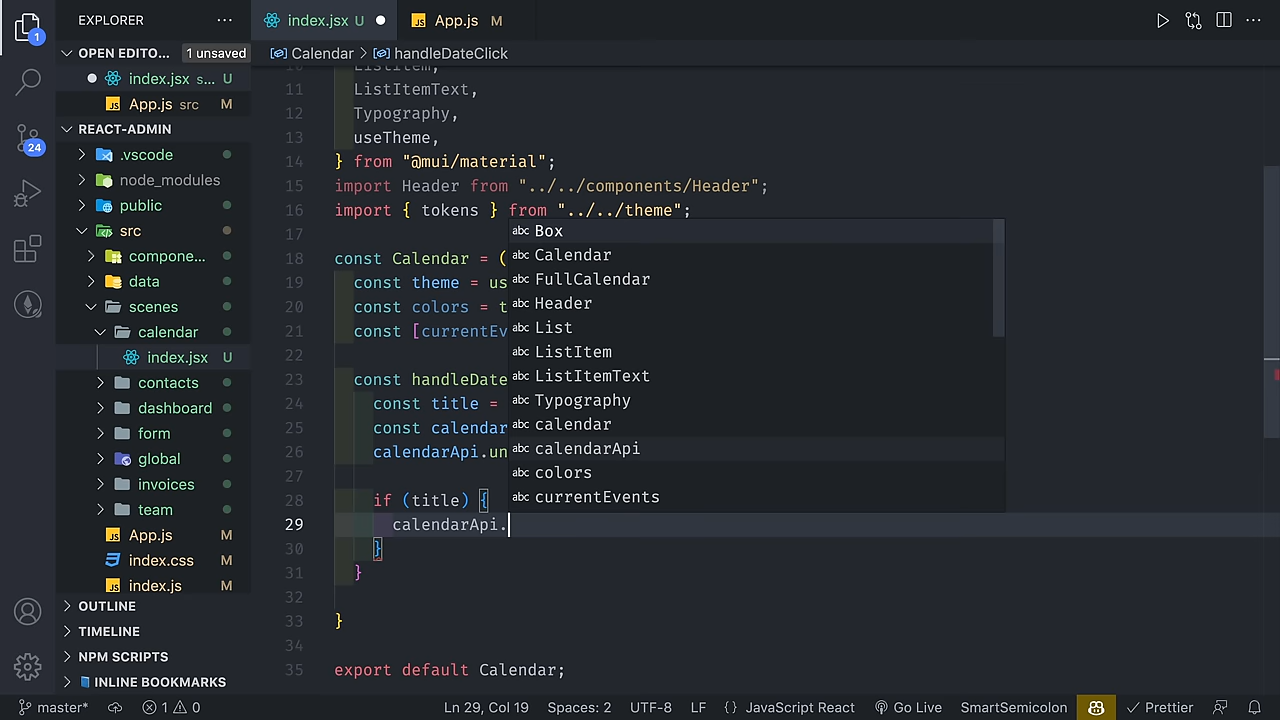 EXPLORER
index.jsx U
App.js M
OPEN EDITO...
1 unsaved
index.jsx s... U
App.js src M
REACT-ADMIN
.vscode
node_modules
public
src
compone...
data
scenes
calendar
index.jsx U
contacts
dashboard
form
global
invoices
team
App.js M
index.css M
index.js M
OUTLINE
TIMELINE
NPM SCRIPTS
INLINE BOOKMARKS
1
24
Calendar > handleDateClick
10 ListItem,
11 ListItemText,
12 Typography,
13 useTheme,
14 } from "@mui/material";
15 import Header from "../../components/Header";
16 import { tokens } from "../../theme";
17
18 const Calendar = (
19 const theme = us
20 const colors = t
21 const [currentEv
22
23 const handleDate
24 const title =
25 const calendar
26 calendarApi.un
27
28 if (title) {
29 calendarApi.
30 }
31 }
32
33 }
34
35 export default Calendar;
abc Box
abc Calendar
abc FullCalendar
abc Header
abc List
abc ListItem
abc ListItemText
abc Typography
abc calendar
abc calendarApi
abc colors
abc currentEvents
master* 1 0 Ln 29, Col 19 Spaces: 2 UTF-8 LF {} JavaScript React Go Live SmartSemicolon Prettier